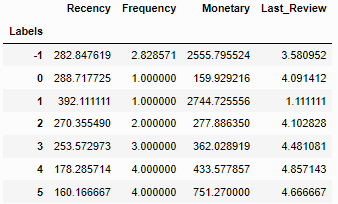 Recency Frequency Monetary Last_Review
Labels
-1 282.847619 2.828571 2555.795524 3.580952
0 288.717725 1.000000 159.929216 4.091412
1 392.111111 1.000000 2744.725556 1.111111
2 270.355490 2.000000 277.886350 4.102828
3 253.572973 3.000000 362.028919 4.481081
4 178.285714 4.000000 433.577857 4.857143
5 160.166667 4.000000 751.270000 4.666667